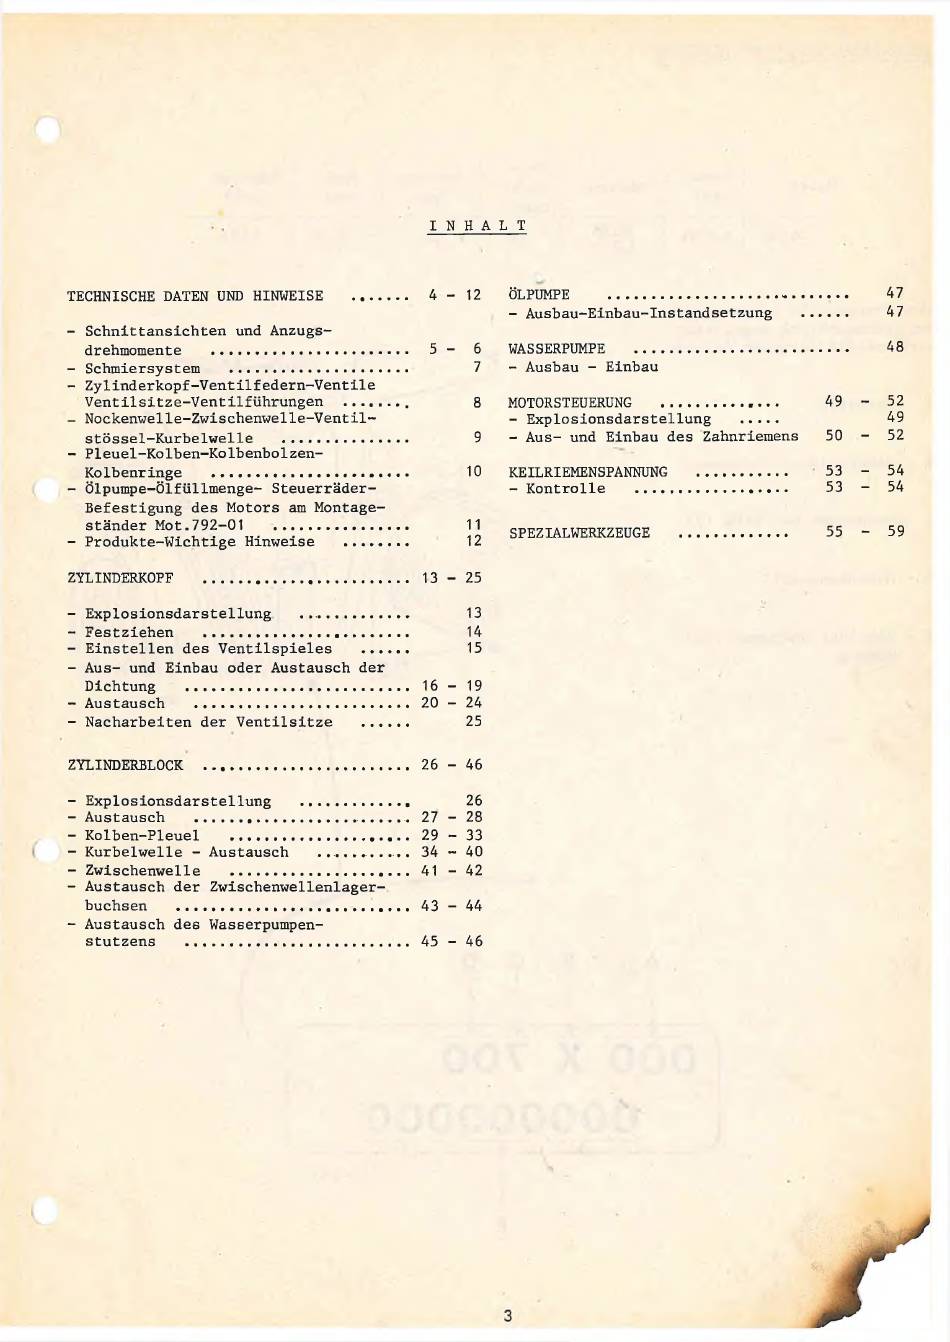 INHALT
TECHNISCHE DATEN UND HINWEISE ....... 4 - 12
- Schnittansichten und Anzugs-
drehmomente ....................... 5 - 6
- Schmiersystem ..................... 7
- Zylinderkopf-Ventilfedern-Ventile
Ventilsitze-Ventilführungen ........ 8
- Nockenwelle-Zwischenwelle-Ventil-
stössel-Kurbelwelle ............... 9
- Pleuel-Kolben-Kolbenbolzen-
Kolbenringe ....................... 10
- Ölpumpe-Ölfüllmenge- Steuerräder-
Befestigung des Motors am Montage-
ständer Mot.792-01 ................ 11
- Produkte-Wichtige Hinweise ........ 12
ZYLINDERKOPF ........................ 13 - 25
- Explosionsdarstellung ............. 13
- Festziehen ........................ 14
- Einstellen des Ventilspieles ...... 15
- Aus- und Einbau oder Austausch der
Dichtung .......................... 16 - 19
- Austausch ......................... 20 - 24
- Nacharbeiten der Ventilsitze ...... 25
ZYLINDERBLOCK ........................ 26 - 46
- Explosionsdarstellung ............. 26
- Austausch ......................... 27 - 28
- Kolben-Pleuel ..................... 29 - 33
- Kurbelwelle - Austausch ........... 34 - 40
- Zwischenwelle ..................... 41 - 42
- Austausch der Zwischenwellenlager-
buchsen ........................... 43 - 44
- Austausch des Wasserpumpen-
stutzens .......................... 45 - 46
ÖLPUMPE ............................ 47
- Ausbau-Einbau-Instandsetzung ...... 47
WASSERPUMPE ......................... 48
- Ausbau - Einbau
MOTORSTEUERUNG .............. 49 - 52
- Explosionsdarstellung ..... 49
- Aus- und Einbau des Zahnriemens 50 - 52
KEILRIEMENSPANNUNG ........... 53 - 54
- Kontrolle .................. 53 - 54
SPEZIALWERKZEUGE ............. 55 - 59
3